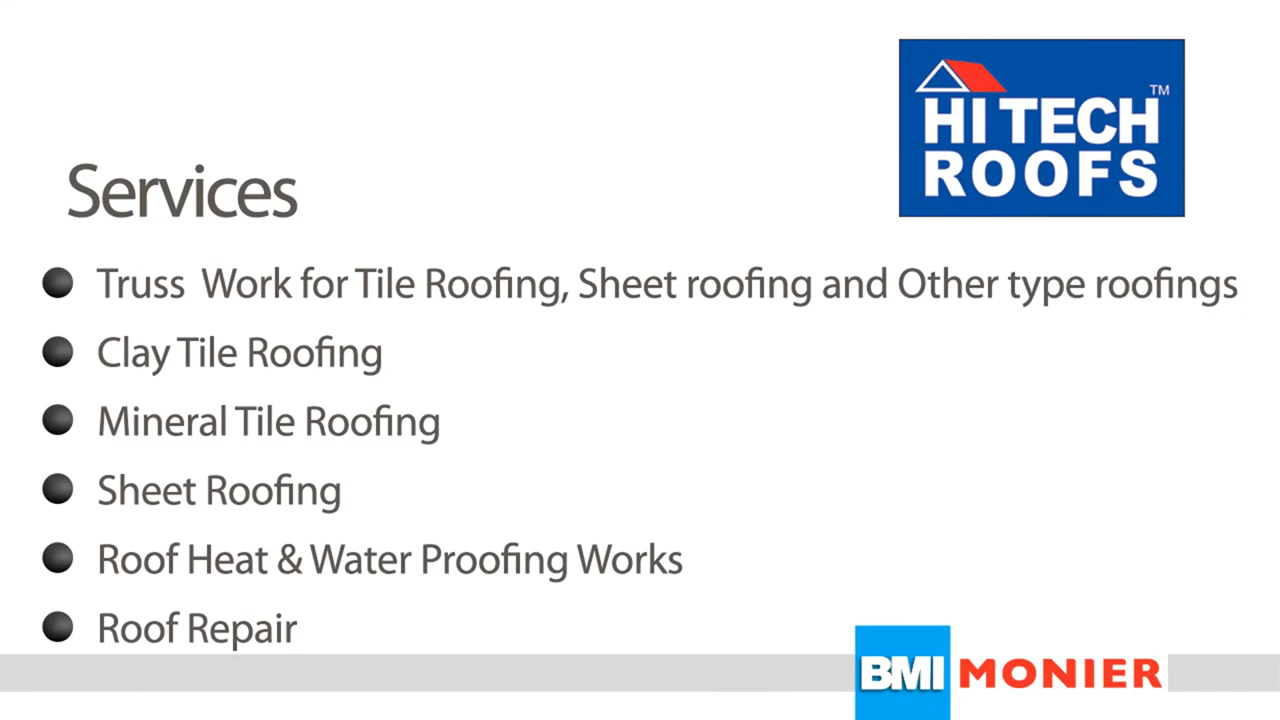 HI TECH ™
ROOFS
Services
Truss Work for Tile Roofing, Sheet roofing and Other type roofings
Clay Tile Roofing
Mineral Tile Roofing
Sheet Roofing
Roof Heat & Water Proofing Works
Roof Repair
BMI MONIER